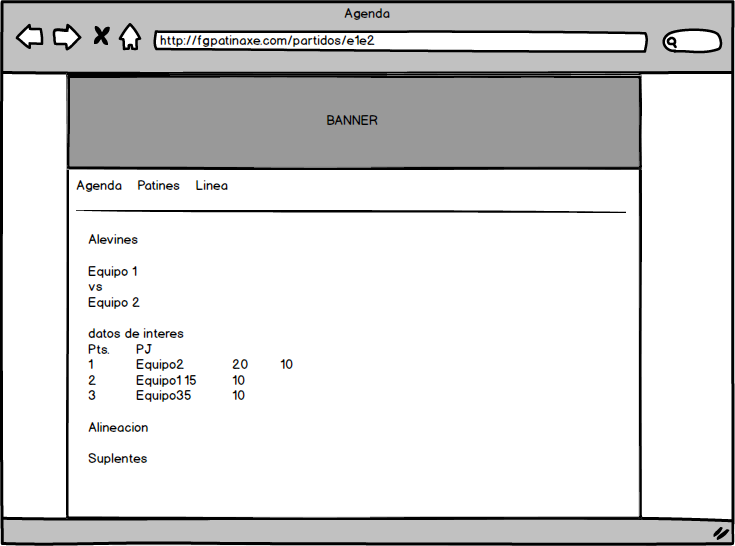 Agenda
http://fgpatinaxe.com/partidos/e1e2
BANNER
Agenda Patines Linea
Alevines
Equipo 1
vs
Equipo 2
datos de interes
Pts. PJ
1 Equipo2 20 10
2 Equipo1 15 10
3 Equipo35 10
Alineacion
Suplentes